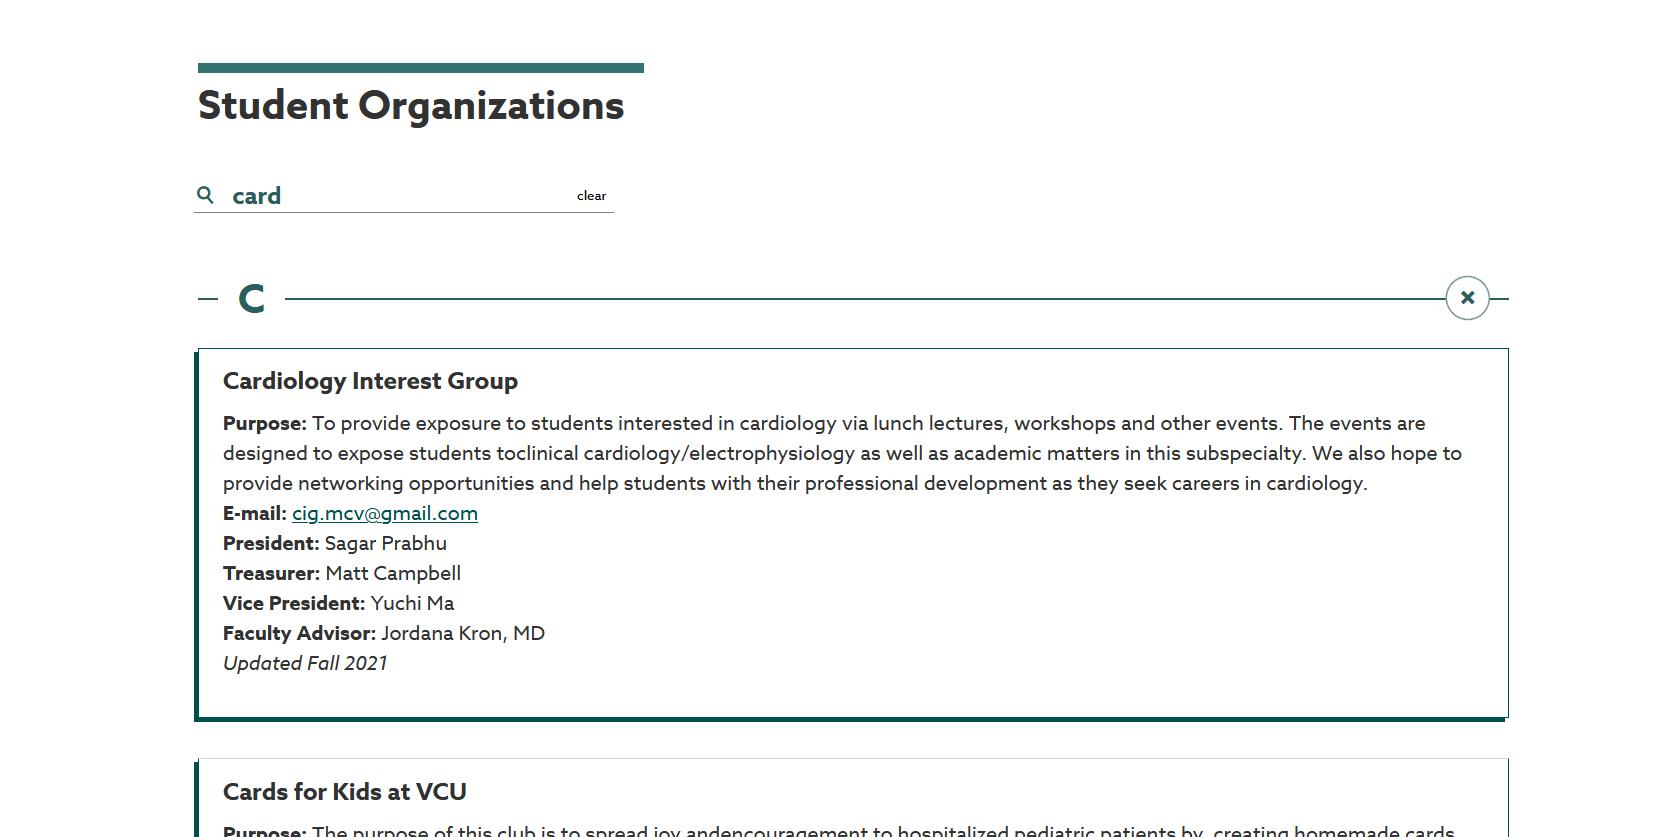 Student Organizations
card
clear
C
Cardiology Interest Group
Purpose: To provide exposure to students interested in cardiology via lunch lectures, workshops and other events. The events are
designed to expose students toclinical cardiology/electrophysiology as well as academic matters in this subspecialty. We also hope to
provide networking opportunities and help students with their professional development as they seek careers in cardiology.
E-mail: cig.mcv@gmail.com
President: Sagar Prabhu
Treasurer: Matt Campbell
Vice President: Yuchi Ma
Faculty Advisor: Jordana Kron, MD
Updated Fall 2021
Cards for Kids at VCU
Purpose: The purpose of this club is to spread joy andencouragement to hospitalized pediatric patients by creating homemade cards